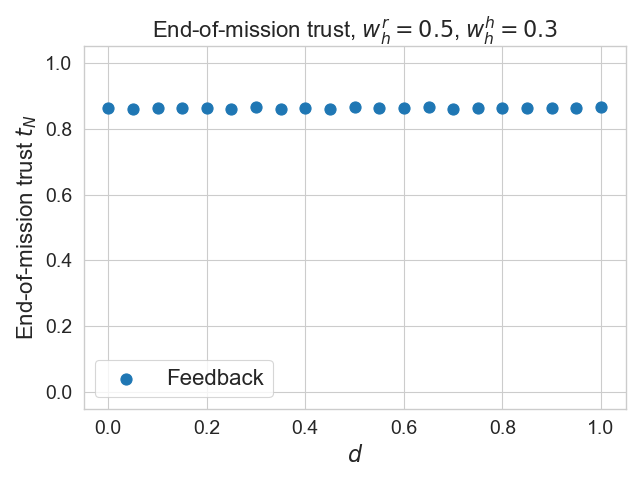 End-of-mission trust, $w_h^r = 0.5$, $w_h^h = 0.3$
End-of-mission trust $t_N$
1.0
0.8
0.6
0.4
0.2
0.0
Feedback
0.0 0.2 0.4 0.6 0.8 1.0
$d$